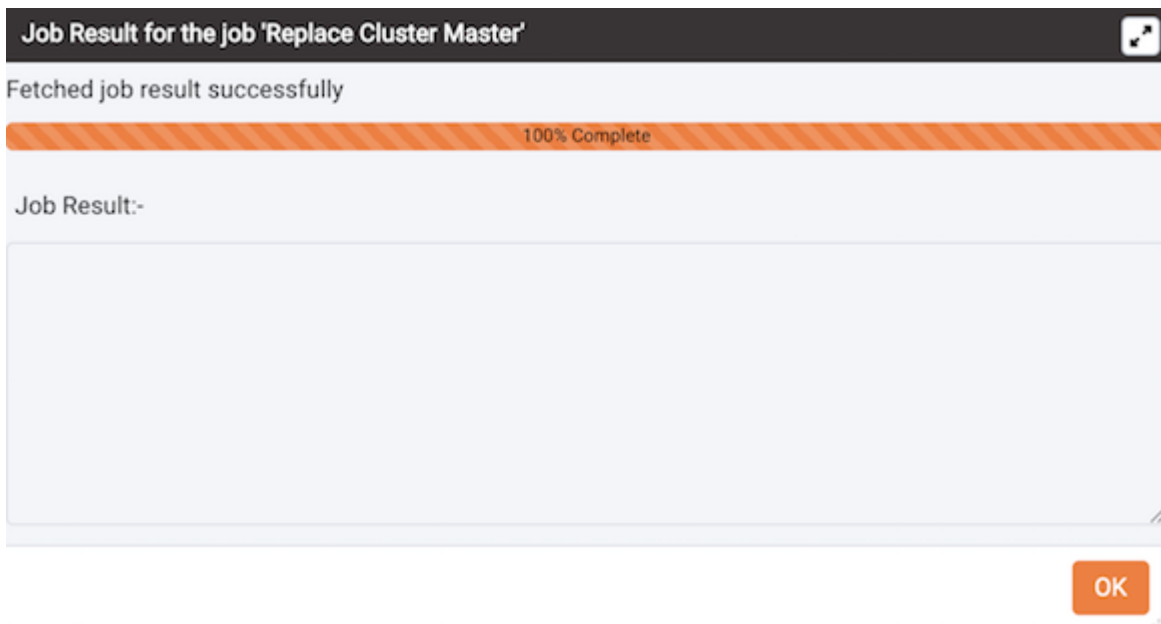 Job Result for the job 'Replace Cluster Master'
Fetched job result successfully
100% Complete
Job Result:-
OK